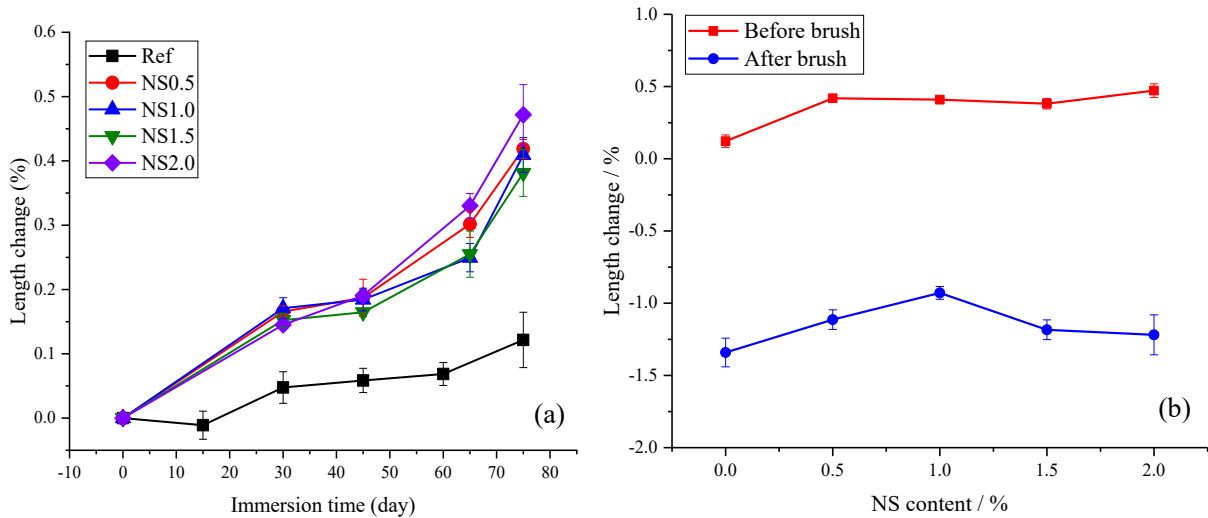 0.6
0.5
0.4
0.3
0.2
0.1
0.0
Length change (%)
Ref
NS0.5
NS1.0
NS1.5
NS2.0
(a)
-10 0 10 20 30 40 50 60 70 80
Immersion time (day)
1.0
0.5
0.0
-0.5
-1.0
-1.5
-2.0
Length change / %
Before brush
After brush
(b)
0.0 0.5 1.0 1.5 2.0
NS content / %